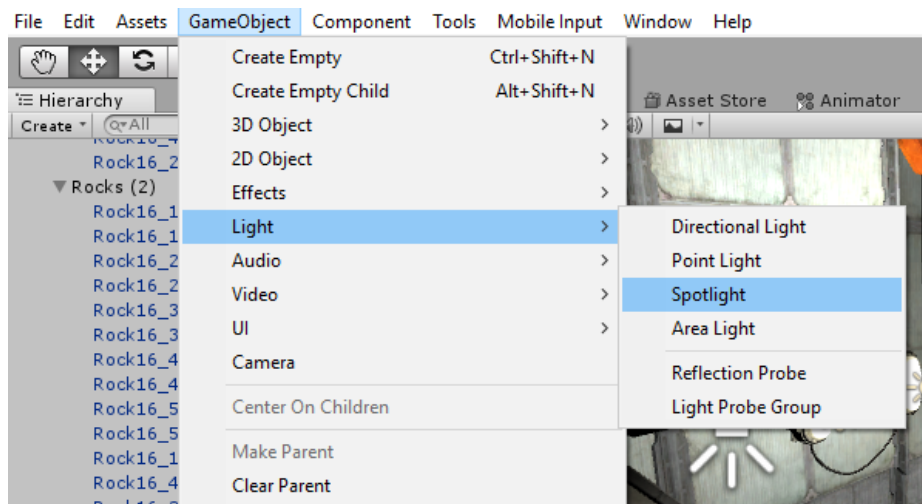 File Edit Assets GameObject Component Tools Mobile Input Window Help
Hierarchy
Create All
Rock16_4
Rock16_2
Rocks (2)
Rock16_1
Rock16_1
Rock16_2
Rock16_2
Rock16_3
Rock16_3
Rock16_4
Rock16_4
Rock16_5
Rock16_5
Rock16_1
Rock16_4
Create Empty Ctrl+Shift+N
Create Empty Child Alt+Shift+N
3D Object
2D Object
Effects
Light
Audio
Video
UI
Camera
Center On Children
Make Parent
Clear Parent
Asset Store Animator
Directional Light
Point Light
Spotlight
Area Light
Reflection Probe
Light Probe Group